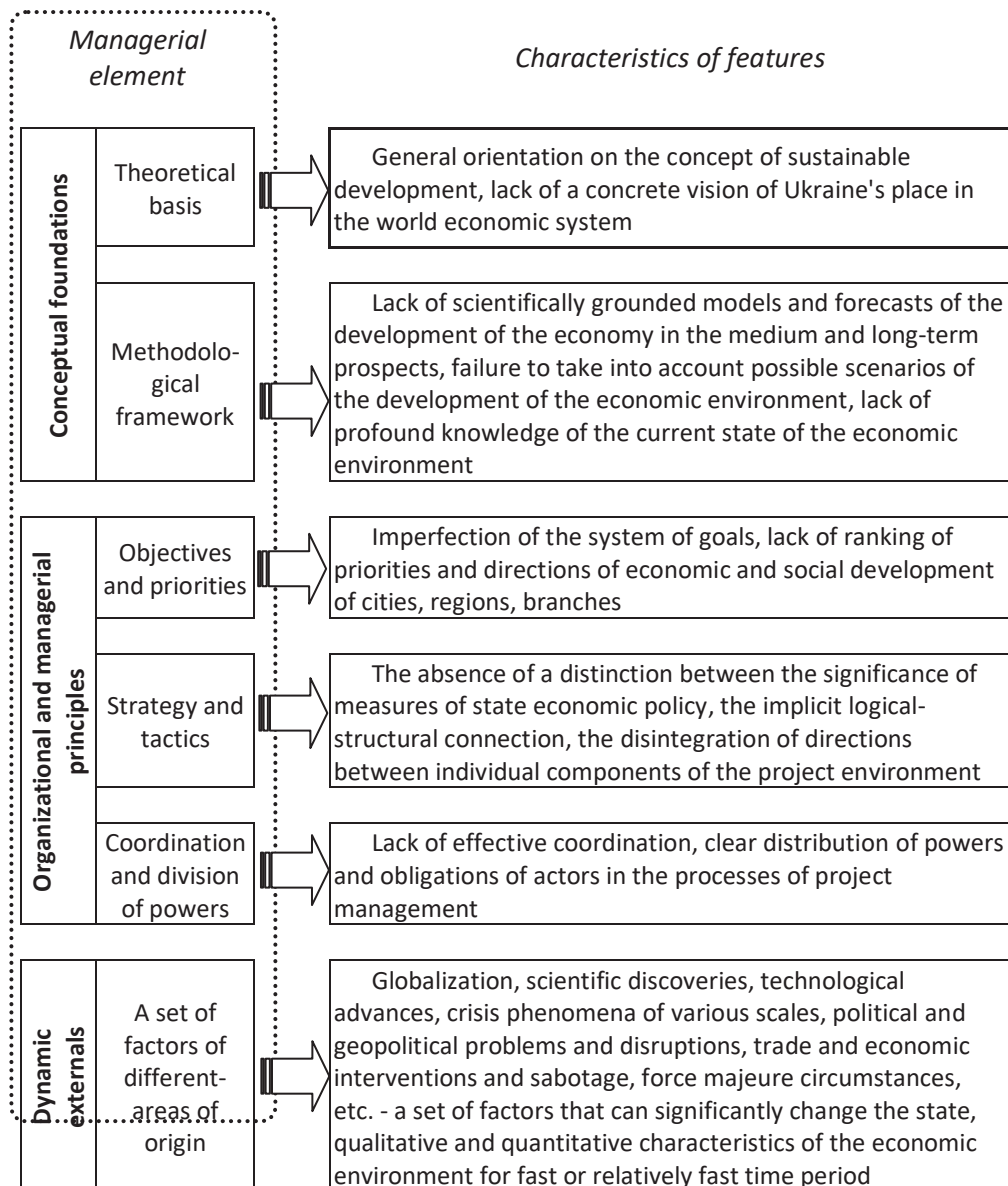 Managerial
element
Characteristics of features
Conceptual foundations
Theoretical
basis
General orientation on the concept of sustainable
development, lack of a concrete vision of Ukraine's place in
the world economic system
Methodolo-
gical
framework
Lack of scientifically grounded models and forecasts of the
development of the economy in the medium and long-term
prospects, failure to take into account possible scenarios of
the development of the economic environment, lack of
profound knowledge of the current state of the economic
environment
Organizational and managerial
principles
Objectives
and priorities
Imperfection of the system of goals, lack of ranking of
priorities and directions of economic and social development
of cities, regions, branches
Strategy and
tactics
The absence of a distinction between the significance of
measures of state economic policy, the implicit logical-
structural connection, the disintegration of directions
between individual components of the project environment
Coordination
and division
of powers
Lack of effective coordination, clear distribution of powers
and obligations of actors in the processes of project
management
Dynamic
externals
A set of
factors of
different-
areas of
origin
Globalization, scientific discoveries, technological
advances, crisis phenomena of various scales, political and
geopolitical problems and disruptions, trade and economic
interventions and sabotage, force majeure circumstances,
etc. - a set of factors that can significantly change the state,
qualitative and quantitative characteristics of the economic
environment for fast or relatively fast time period